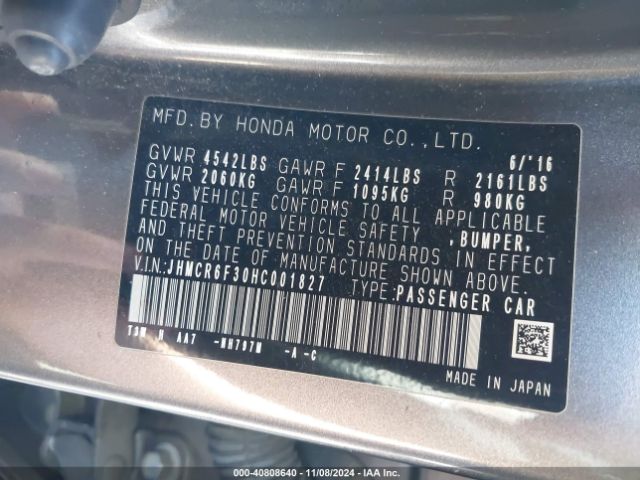 MFD.BY HONDA MOTOR CO.,LTD. 6/'16
GVWR 4542LBS GAWR F 2414LBS R 2161LBS
GVWR 2060KG GAWR F 1095KG R 980KG
THIS VEHICLE CONFORMS TO ALL APPLICABLE
FEDERAL MOTOR VEHICLE SAFETY ,BUMPER,
AND THEFT PREVENTION STANDARDS IN EFFECT
ON THE DATE OF MANUFACTURE SHOWN ABOVE.
V.I.N: JHMCR6F30HC001827 TYPE:PASSENGER CAR
AA7 -NH797M -A -C
MADE IN JAPAN
000-40808640 - 11/08/2024 - IAA Inc.